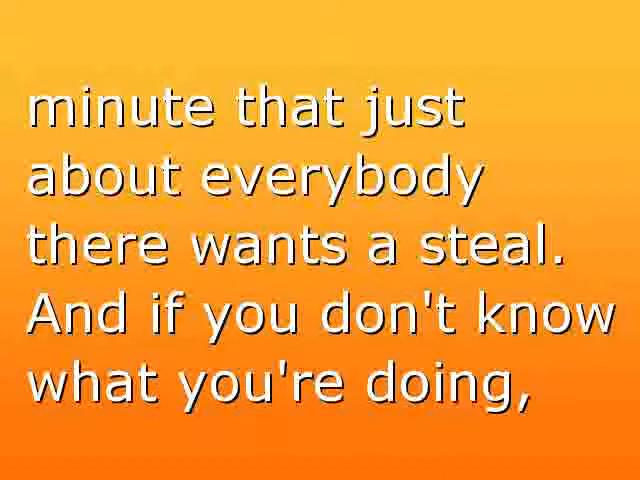 minute that just
about everybody
there wants a steal.
And if you don't know
what you're doing,